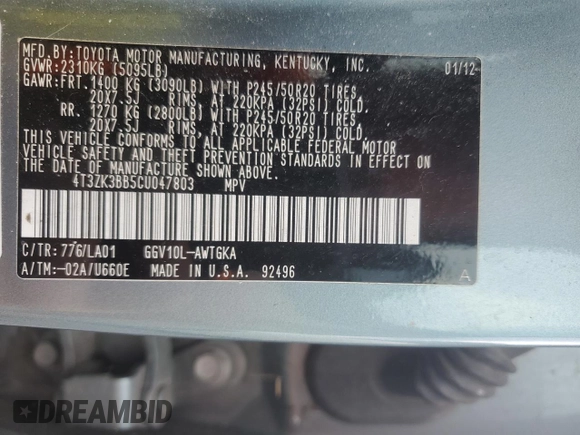 MFD.BY:TOYOTA MOTOR MANUFACTURING, KENTUCKY, INC. 01/12
GVWR:2310KG (5095LB)
GAWR:FRT. 1400 KG (3090LB) WITH P245/50R20 TIRES,
20X7.5J RIMS, AT 220KPA (32PSI) COLD.
RR. 1270 KG (2800LB) WITH P245/50R20 TIRES,
20X7.5J RIMS, AT 220KPA (32PSI) COLD.
THIS VEHICLE CONFORMS TO ALL APPLICABLE FEDERAL MOTOR
VEHICLE SAFETY AND THEFT PREVENTION STANDARDS IN EFFECT ON
THE DATE OF MANUFACTURE SHOWN ABOVE.
4T3ZK3BB5CU047803 MPV
C/TR:776/LA01 GGV10L-AWTGKA
A/TM:-02A/U660E MADE IN U.S.A. 92496 A
DREAMBID